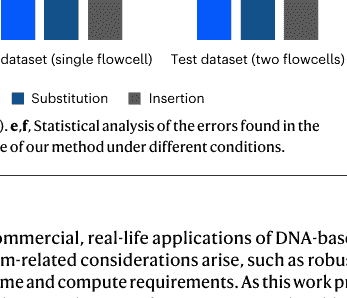 dataset (single flowcell) Test dataset (two flowcells)
Substitution Insertion
). e,f, Statistical analysis of the errors found in the
e of our method under different conditions.
ommercial, real-life applications of DNA-bas
m-related considerations arise, such as robus
me and compute requirements. As this work pr